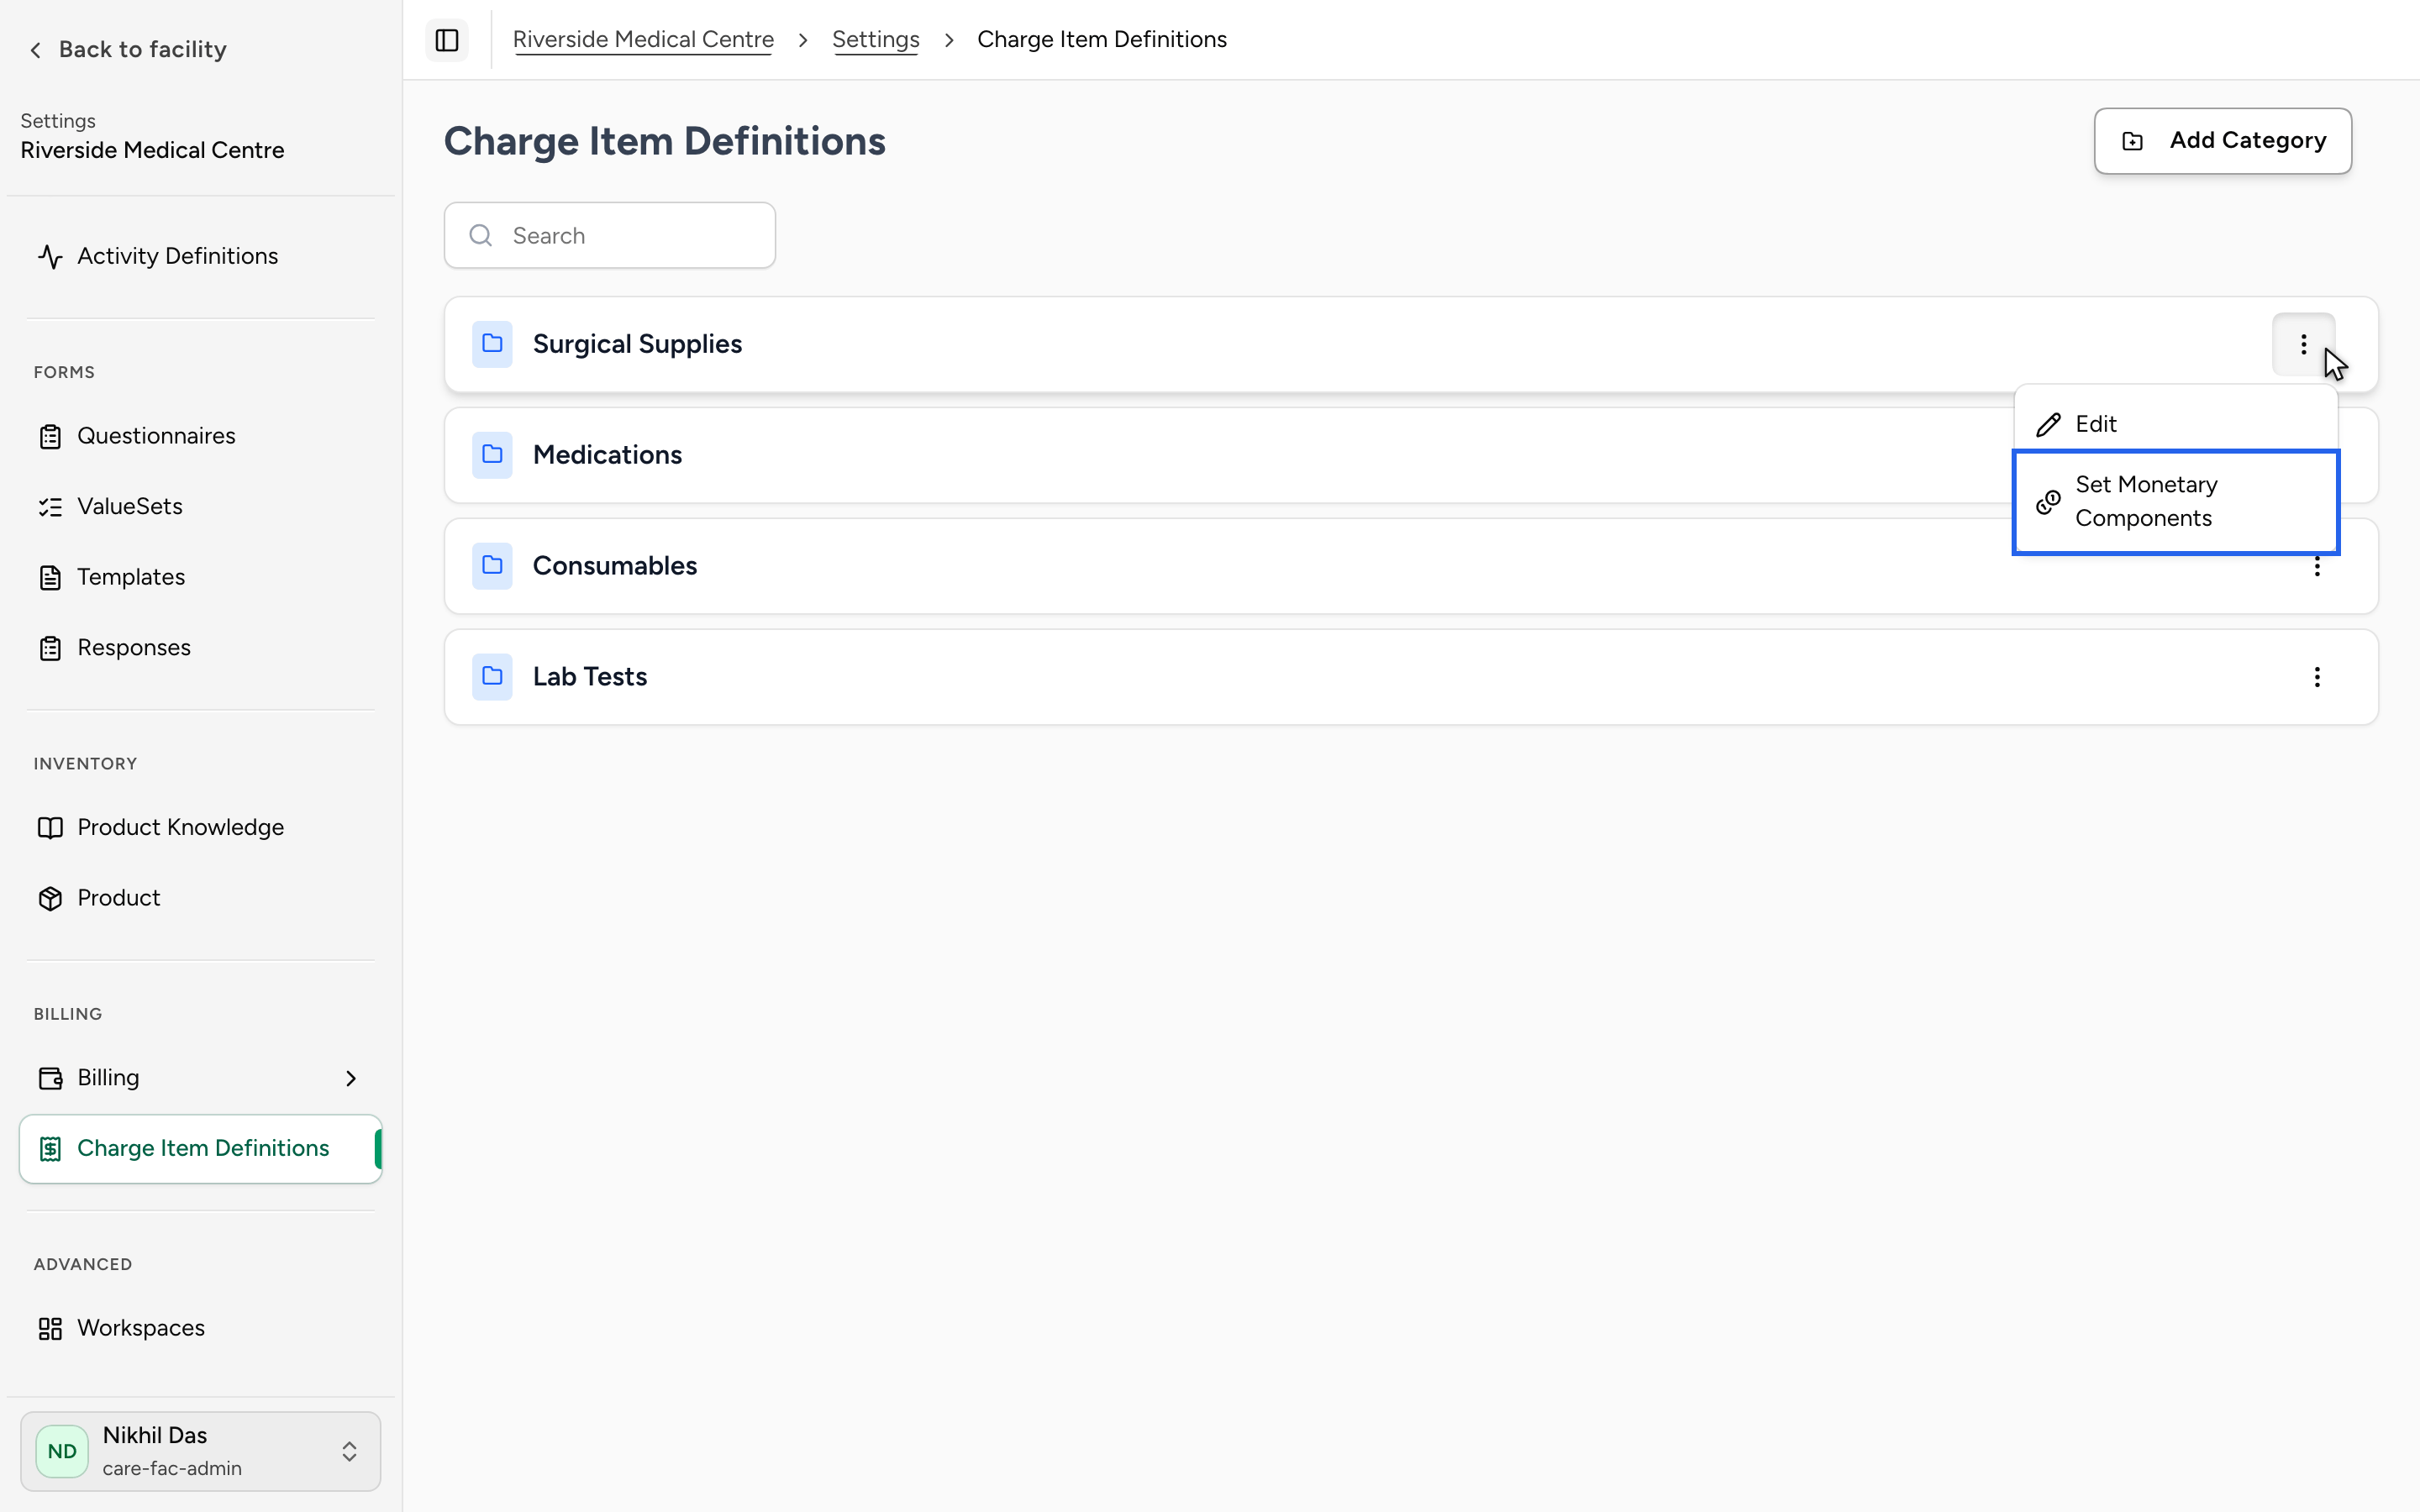 Back to facility
Settings
Riverside Medical Centre
Activity Definitions
FORMS
Questionnaires
ValueSets
Templates
Responses
INVENTORY
Product Knowledge
Product
BILLING
Billing
Charge Item Definitions
ADVANCED
Workspaces
ND
Nikhil Das
care-fac-admin
Riverside Medical Centre > Settings > Charge Item Definitions
Charge Item Definitions
Add Category
Search
Surgical Supplies
Edit
Set Monetary
Components
Medications
Consumables
Lab Tests